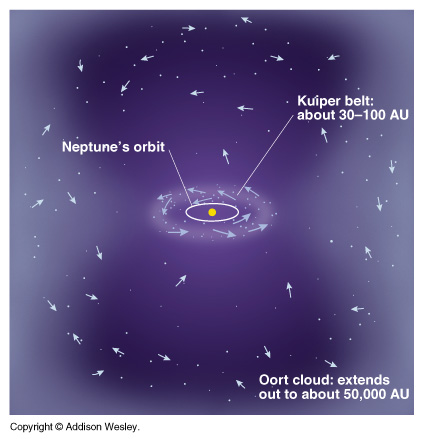 Kuiper belt:
about 30–100 AU
Neptune's orbit
Oort cloud: extends
out to about 50,000 AU
Copyright © Addison Wesley.